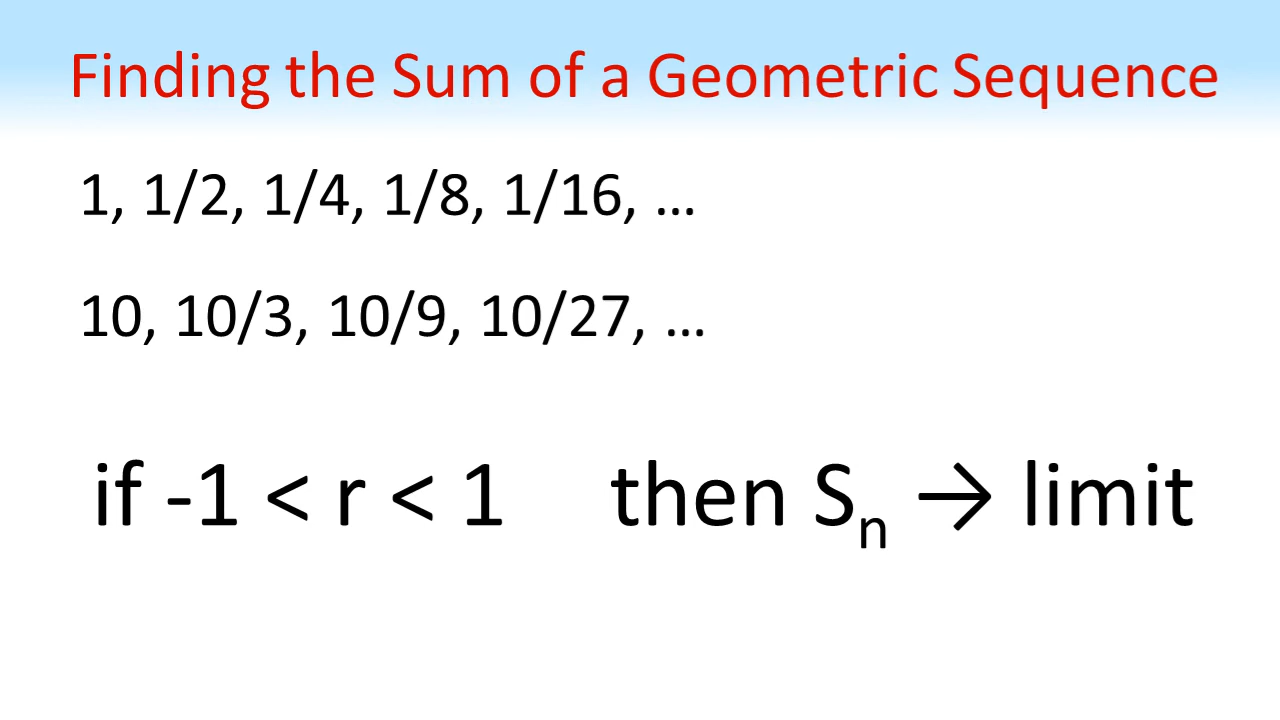 Finding the Sum of a Geometric Sequence
1, 1/2, 1/4, 1/8, 1/16, ...
10, 10/3, 10/9, 10/27, ...
if -1 < r < 1 then Sₙ → limit